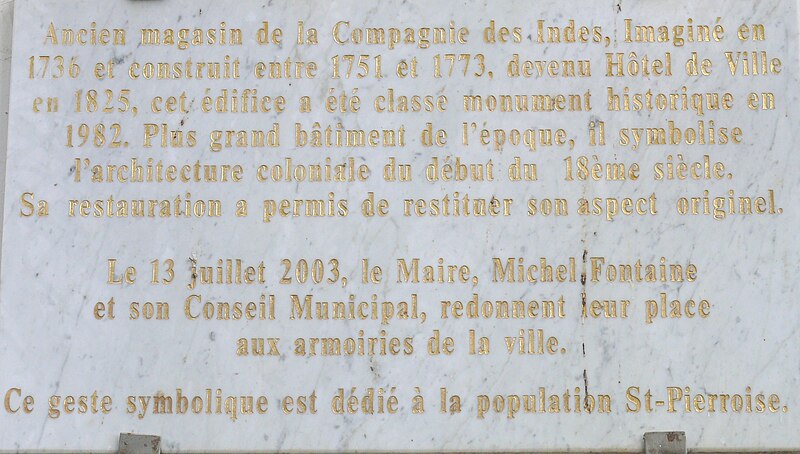 Ancien magasin de la Compagnie des Indes, Imaginé en
1736 et construit entre 1751 et 1773, devenu Hôtel de Ville
en 1825, cet édifice a été classe monument historique en
1982. Plus grand bâtiment de l'époque, il symbolise
l'architecture coloniale du début du 18ème siècle.
Sa restauration a permis de restituer son aspect originel.
Le 13 juillet 2003, le Maire, Michel Fontaine
et son Conseil Municipal, redonnent leur place
aux armoiries de la ville.
Ce geste symbolique est dédié à la population St-Pierroise.